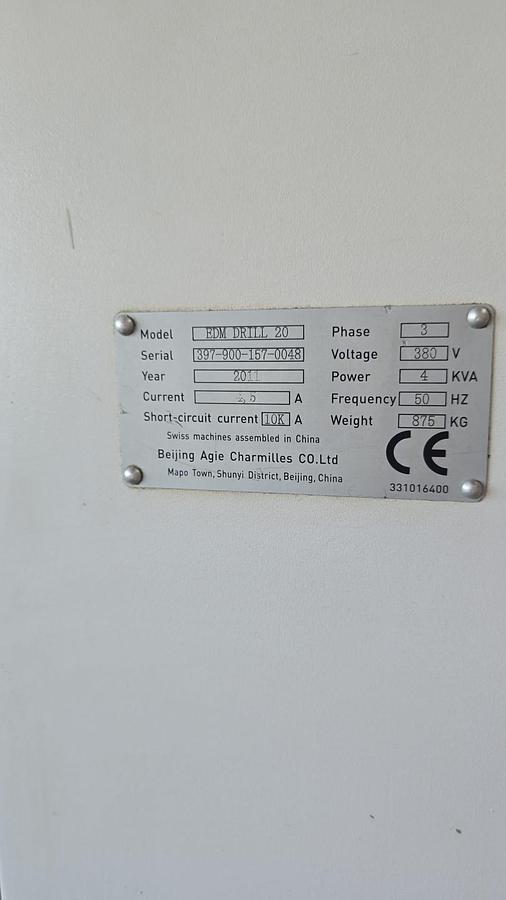 Model EDM DRILL 20
Serial 397-900-157-0048
Year 2011
Current A
Short-circuit current 10K A
Phase 3
Voltage 380 V
Power 4 KVA
Frequency 50 HZ
Weight 875 KG
Swiss machines assembled in China
Beijing Agie Charmilles CO.Ltd
Mapo Town, Shunyi District, Beijing, China
CE
331016400